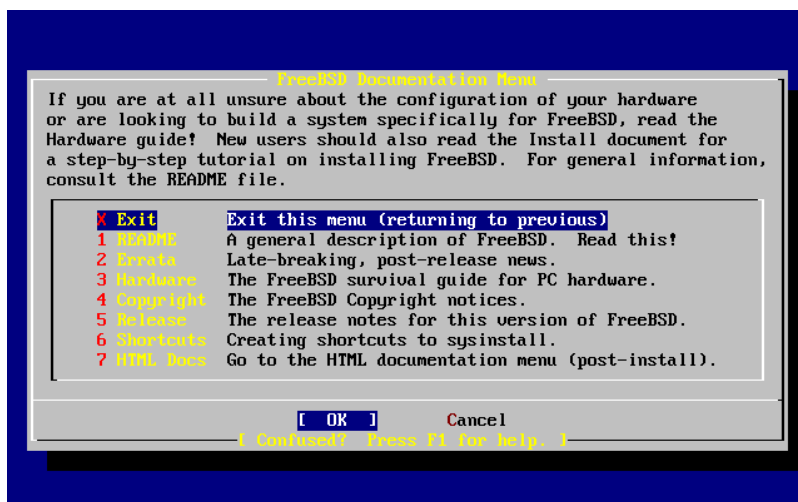 FreeBSD Documentation Menu
If you are at all unsure about the configuration of your hardware
or are looking to build a system specifically for FreeBSD, read the
Hardware guide!  New users should also read the Install document for
a step-by-step tutorial on installing FreeBSD.  For general information,
consult the README file.
X Exit Exit this menu (returning to previous)
1 README A general description of FreeBSD.  Read this!
2 Errata Late-breaking, post-release news.
3 Hardware The FreeBSD survival guide for PC hardware.
4 Copyright The FreeBSD Copyright notices.
5 Release The release notes for this version of FreeBSD.
6 Shortcuts Creating shortcuts to sysinstall.
7 HTML Docs Go to the HTML documentation menu (post-install).
[  OK  ] Cancel
[ Confused?  Press F1 for help. ]